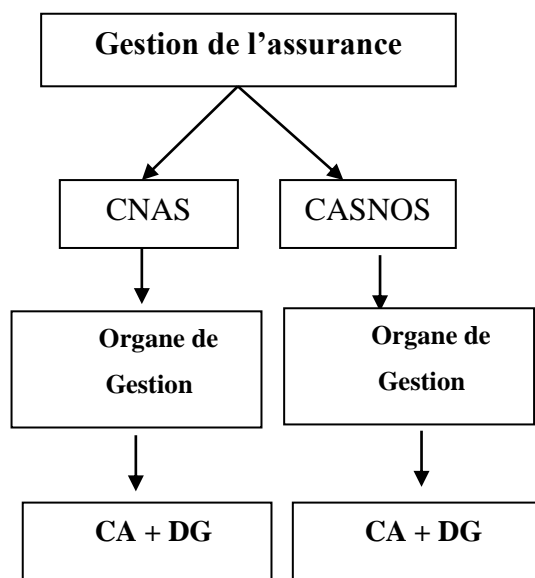 Gestion de l’assurance
CNAS
CASNOS
Organe de
Gestion
Organe de
Gestion
CA + DG
CA + DG